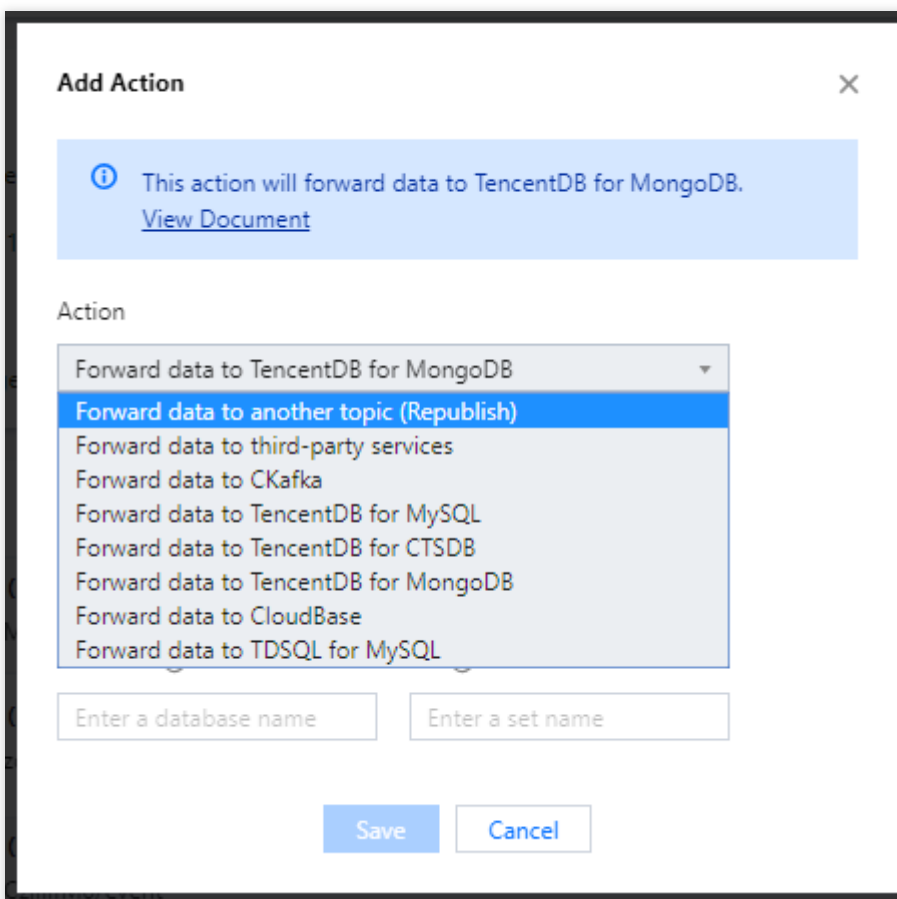 Add Action
This action will forward data to TencentDB for MongoDB.
View Document
Action
Forward data to TencentDB for MongoDB
Forward data to another topic (Republish)
Forward data to third-party services
Forward data to CKafka
Forward data to TencentDB for MySQL
Forward data to TencentDB for CTSDB
Forward data to TencentDB for MongoDB
Forward data to CloudBase
Forward data to TDSQL for MySQL
Enter a database name
Enter a set name
Save
Cancel